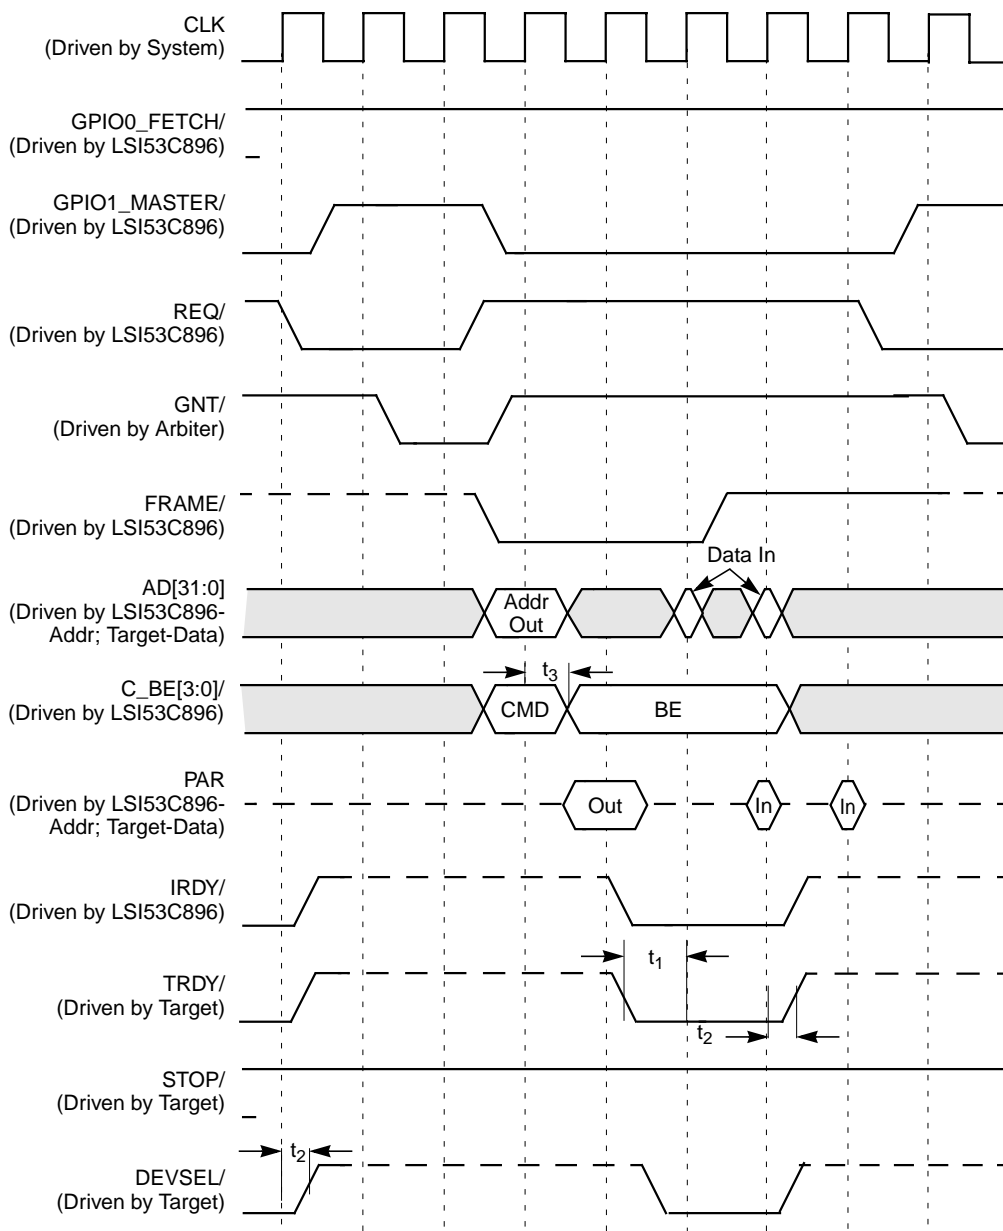 CLK
(Driven by System)
GPIO0_FETCH/
(Driven by LSI53C896)
GPIO1_MASTER/
(Driven by LSI53C896)
REQ/
(Driven by LSI53C896)
GNT/
(Driven by Arbiter)
FRAME/
(Driven by LSI53C896)
Data In
AD[31:0]
(Driven by LSI53C896-
Addr; Target-Data)
Addr
Out
t3
C_BE[3:0]/
(Driven by LSI53C896)
CMD
BE
PAR
(Driven by LSI53C896-
Addr; Target-Data)
Out
In
In
IRDY/
(Driven by LSI53C896)
t1
TRDY/
(Driven by Target)
t2
STOP/
(Driven by Target)
t2
DEVSEL/
(Driven by Target)